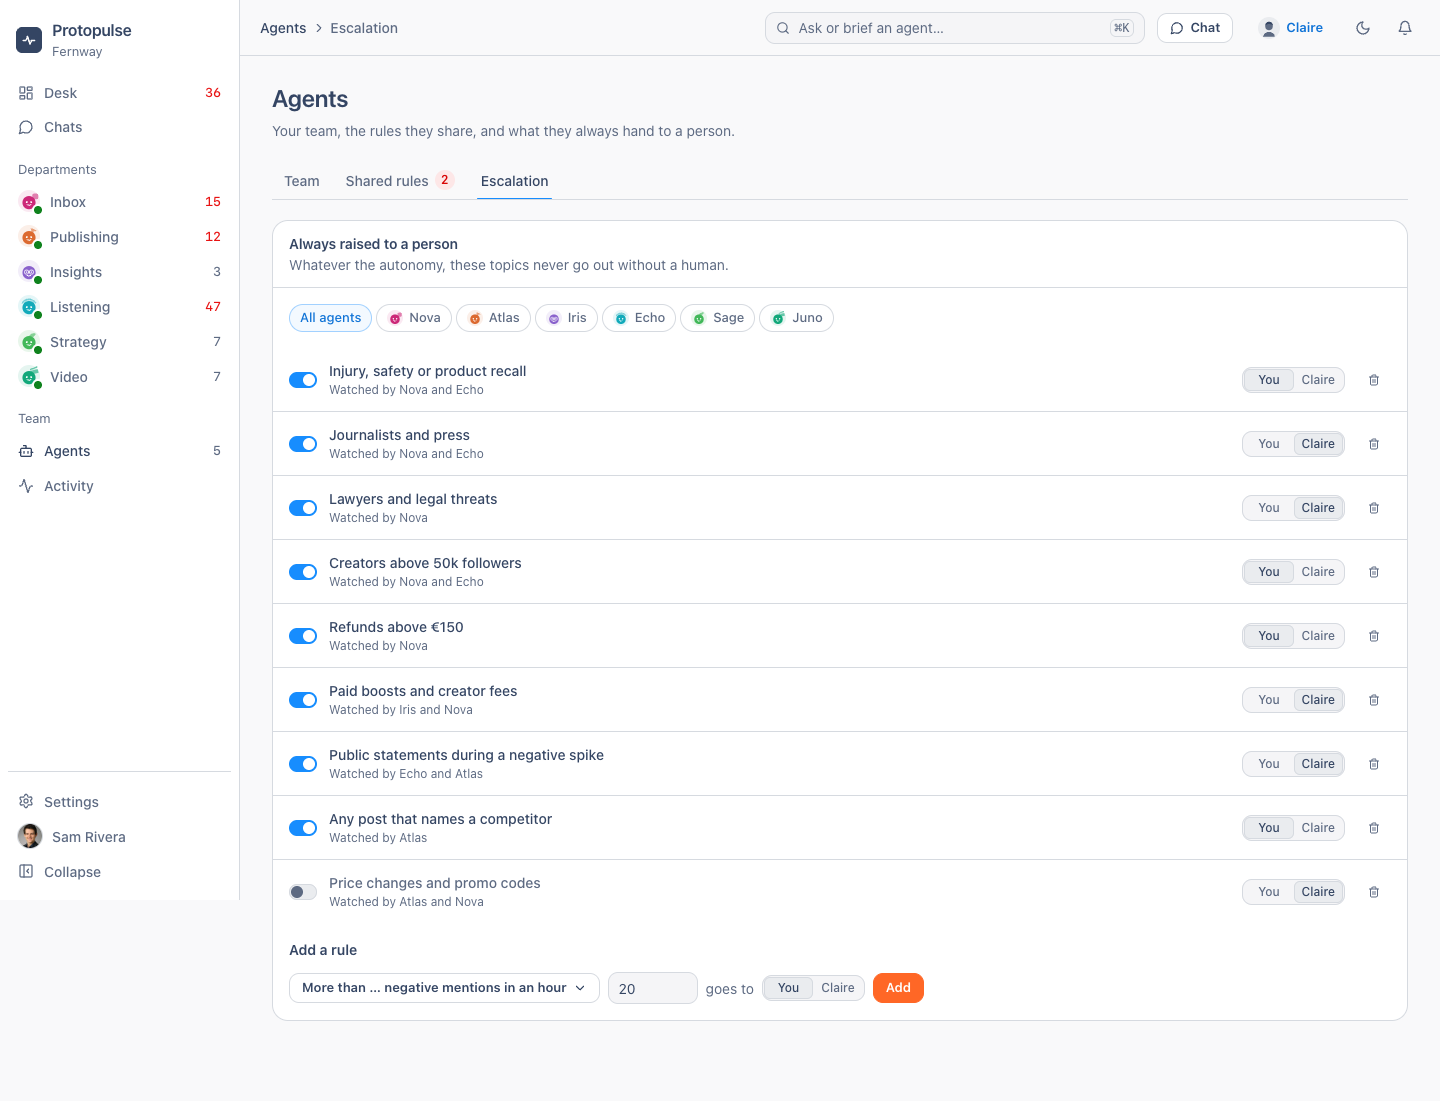 Protopulse
Fernway
Desk 36
Chats
Departments
Inbox 15
Publishing 12
Insights 3
Listening 47
Strategy 7
Video 7
Team
Agents 5
Activity
Settings
Sam Rivera
Collapse
Agents > Escalation
Ask or brief an agent... ⌘K
Chat
Claire
Agents
Your team, the rules they share, and what they always hand to a person.
Team
Shared rules 2
Escalation
Always raised to a person
Whatever the autonomy, these topics never go out without a human.
All agents Nova Atlas Iris Echo Sage Juno
Injury, safety or product recall
Watched by Nova and Echo
You Claire
Journalists and press
Watched by Nova and Echo
You Claire
Lawyers and legal threats
Watched by Nova
You Claire
Creators above 50k followers
Watched by Nova and Echo
You Claire
Refunds above €150
Watched by Nova
You Claire
Paid boosts and creator fees
Watched by Iris and Nova
You Claire
Public statements during a negative spike
Watched by Echo and Atlas
You Claire
Any post that names a competitor
Watched by Atlas
You Claire
Price changes and promo codes
Watched by Atlas and Nova
You Claire
Add a rule
More than ... negative mentions in an hour 20 goes to You Claire Add